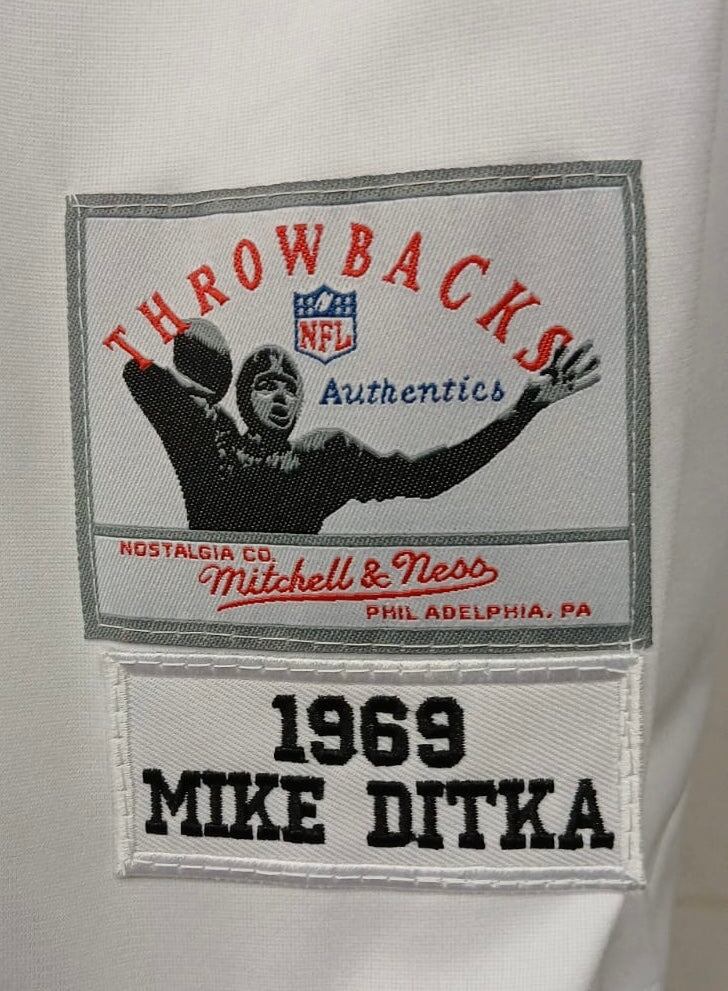 THROWBACKS
NFL
Authentics
NOSTALGIA CO.
Mitchell & Ness
PHILADELPHIA, PA
1969
MIKE DITKA